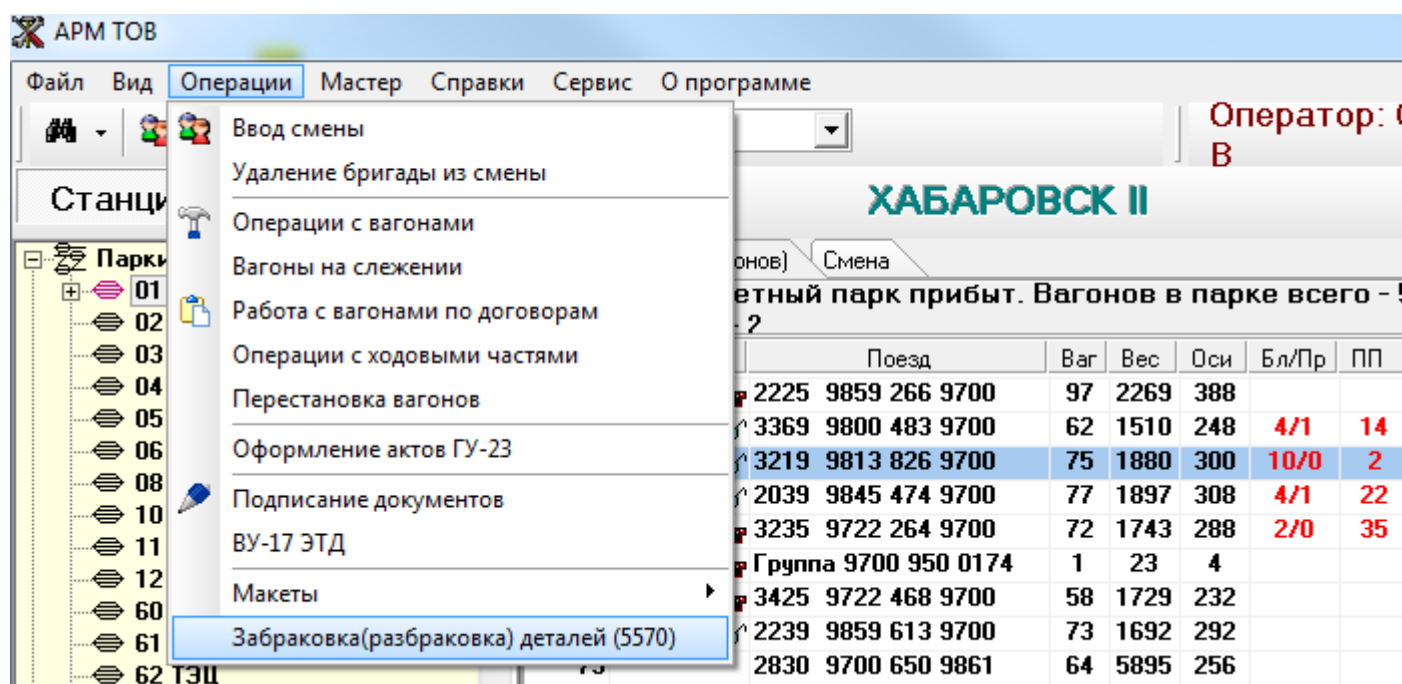 АРМ ТОВ
Файл Вид Операции Мастер Справки Сервис О программе
Ввод смены
Удаление бригады из смены
Операции с вагонами
Вагоны на слежении
Работа с вагонами по договорам
Операции с ходовыми частями
Перестановка вагонов
Оформление актов ГУ-23
Подписание документов
ВУ-17 ЭТД
Макеты
Забраковка(разбраковка) деталей (5570)
Оператор:
В
ХАБАРОВСК II
Смена
парк прибыт. Вагонов в парке всего -
- 2
Поезд Ваг Вес Оси Бл/Пр ПП
2225 9859 266 9700 97 2269 388
3369 9800 483 9700 62 1510 248 4/1 14
3219 9813 826 9700 75 1880 300 10/0 2
2039 9845 474 9700 77 1897 308 4/1 22
3235 9722 264 9700 72 1743 288 2/0 35
Группа 9700 950 0174 1 23 4
3425 9722 468 9700 58 1729 232
2239 9859 613 9700 73 1692 292
2830 9700 650 9861 64 5895 256
01
02
03
04
05
06
08
10
11
12
60
61
62 ТЭЦ